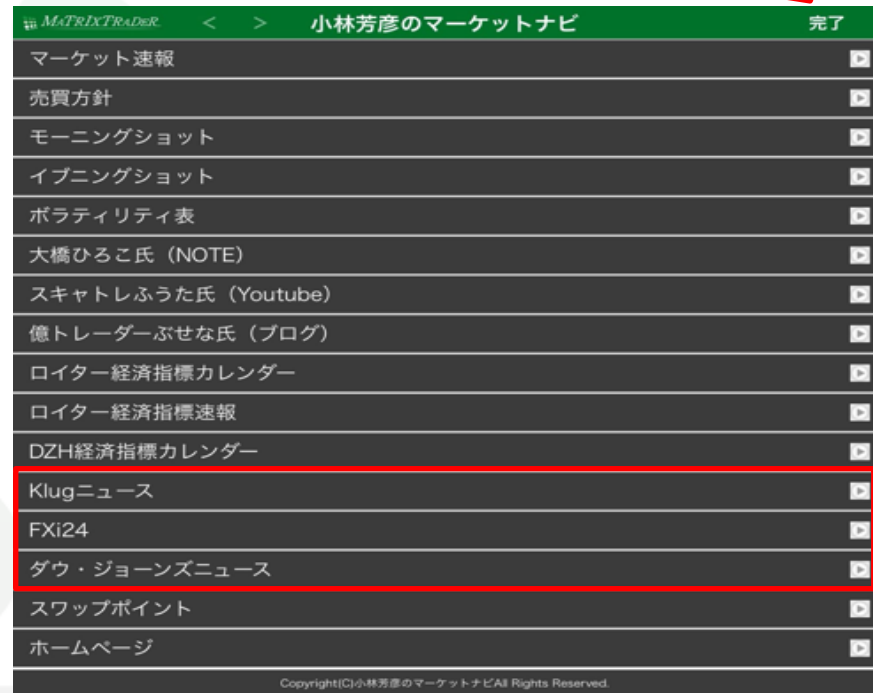 MATRIXTRADER < > 小林芳彦のマーケットナビ 完了
マーケット速報
売買方針
モーニングショット
イブニングショット
ボラティリティ表
大橋ひろこ氏（NOTE）
スキャトレふうた氏（Youtube）
億トレーダーぶせな氏（ブログ）
ロイター経済指標カレンダー
ロイター経済指標速報
DZH経済指標カレンダー
Klugニュース
FXi24
ダウ・ジョーンズニュース
スワップポイント
ホームページ
Copyright(C)小林芳彦のマーケットナビAll Rights Reserved.